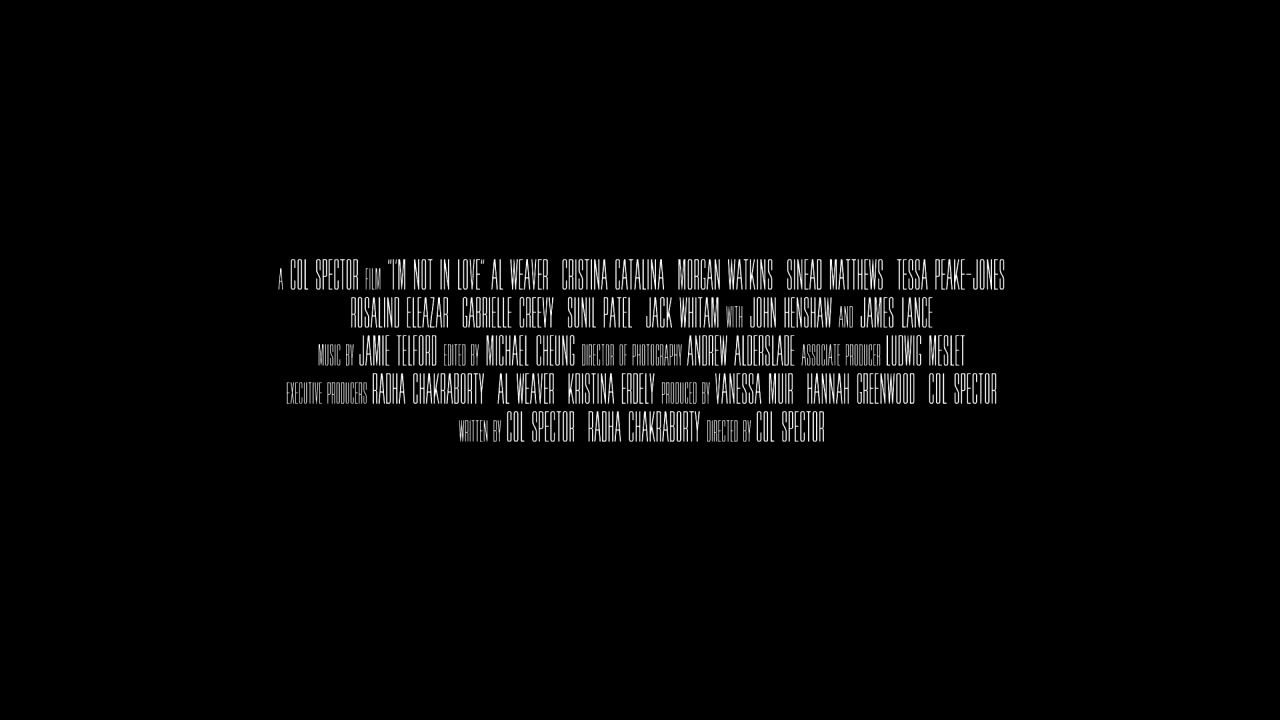 A COL SPECTOR FILM "I'M NOT IN LOVE" AL WEAVER CRISTINA CATALINA MORGAN WATKINS SINEAD MATTHEWS TESSA PEAKE-JONES
ROSALIND ELEAZAR GABRIELLE CREEVY SUNIL PATEL JACK WHITAM WITH JOHN HENSHAW AND JAMES LANCE
MUSIC BY JAMIE TELFORD EDITED BY MICHAEL CHEUNG DIRECTOR OF PHOTOGRAPHY ANDREW ALDERSLADE ASSOCIATE PRODUCER LUDWIG MESLET
EXECUTIVE PRODUCERS RADHA CHAKRABORTY AL WEAVER KRISTINA ERDELY PRODUCED BY VANESSA MUIR HANNAH GREENWOOD COL SPECTOR
WRITTEN BY COL SPECTOR RADHA CHAKRABORTY DIRECTED BY COL SPECTOR